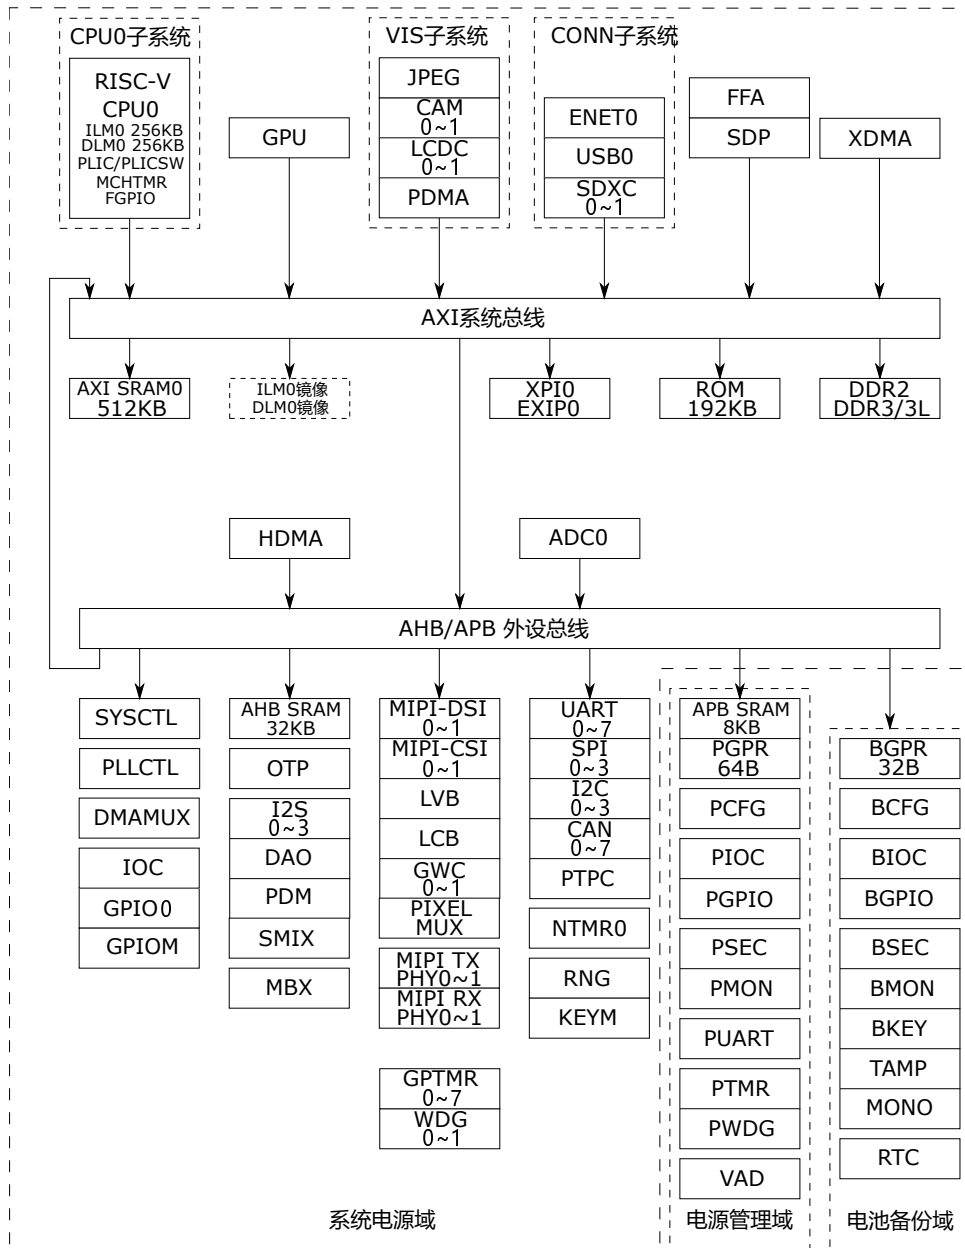 CPU0子系统
RISC-V
CPU0
ILM0 256KB
DLM0 256KB
PLIC/PLICSW
MCHTMR
FGPIO
GPU
VIS子系统
JPEG
CAM
0~1
LCDC
0~1
PDMA
CONN子系统
ENET0
USB0
SDXC
0~1
FFA
SDP
XDMA
AXI系统总线
AXI SRAM0
512KB
ILM0镜像
DLM0镜像
XPI0
EXIP0
ROM
192KB
DDR2
DDR3/3L
HDMA
ADC0
AHB/APB 外设总线
SYSCTL
PLLCTL
DMAMUX
IOC
GPIO0
GPIOM
AHB SRAM
32KB
OTP
I2S
0~3
DAO
PDM
SMIX
MBX
MIPI-DSI
0~1
MIPI-CSI
0~1
LVB
LCB
GWC
0~1
PIXEL
MUX
MIPI TX
PHY0~1
MIPI RX
PHY0~1
GPTMR
0~7
WDG
0~1
UART
0~7
SPI
0~3
I2C
0~3
CAN
0~7
PTPC
NTMR0
RNG
KEYM
APB SRAM
8KB
PGPR
64B
PCFG
PIOC
PGPIO
PSEC
PMON
PUART
PTMR
PWDG
VAD
BGPR
32B
BCFG
BIOC
BGPIO
BSEC
BMON
BKEY
TAMP
MONO
RTC
系统电源域
电源管理域
电池备份域